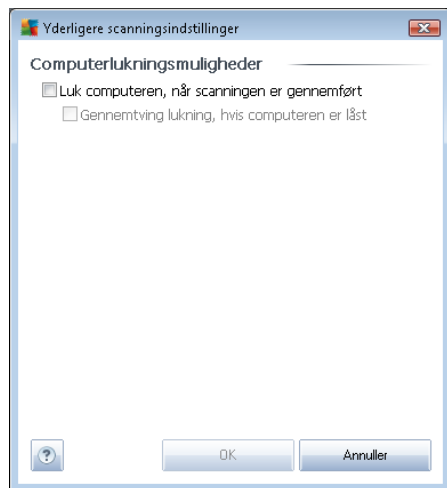 Yderligere scanningsindstillinger
Computerlukningsmuligheder
Luk computeren, når scanningen er gennemført
Gennemtving lukning, hvis computeren er låst
?
OK
Annuller